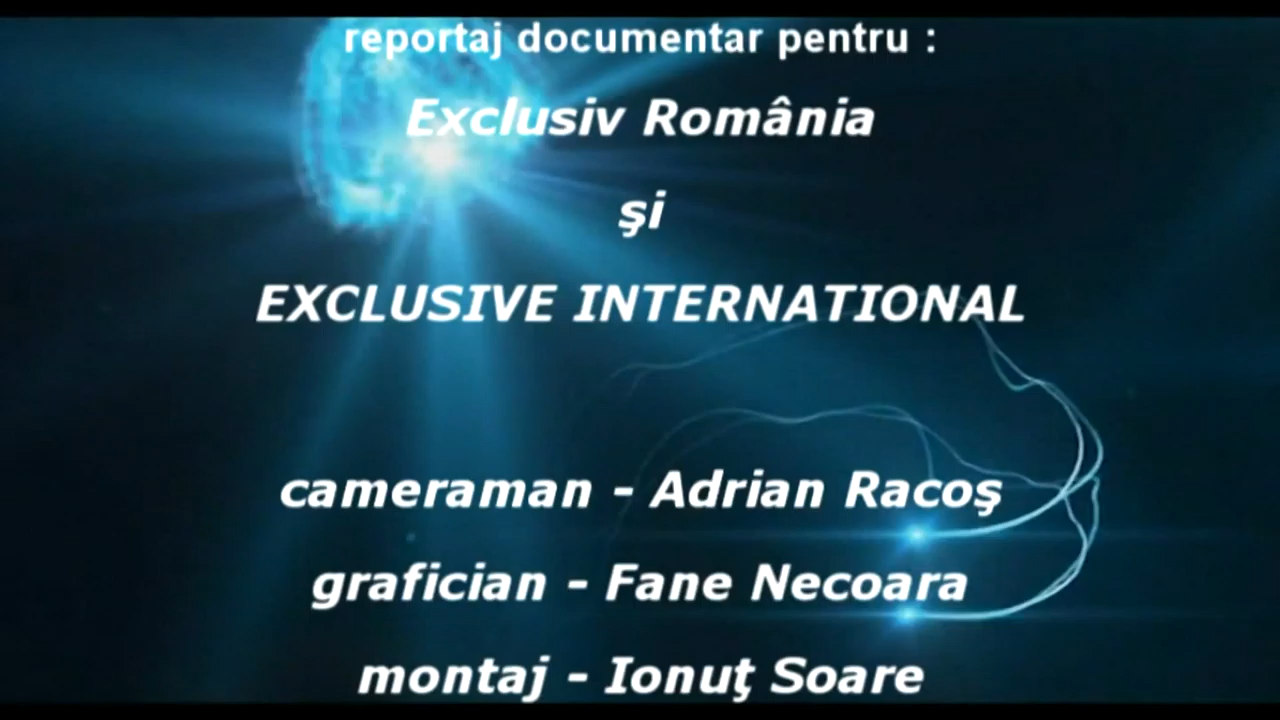 reportaj documentar pentru :
Exclusiv România
şi
EXCLUSIVE INTERNATIONAL
cameraman - Adrian Racoş
grafician - Fane Necoara
montaj - Ionuţ Soare